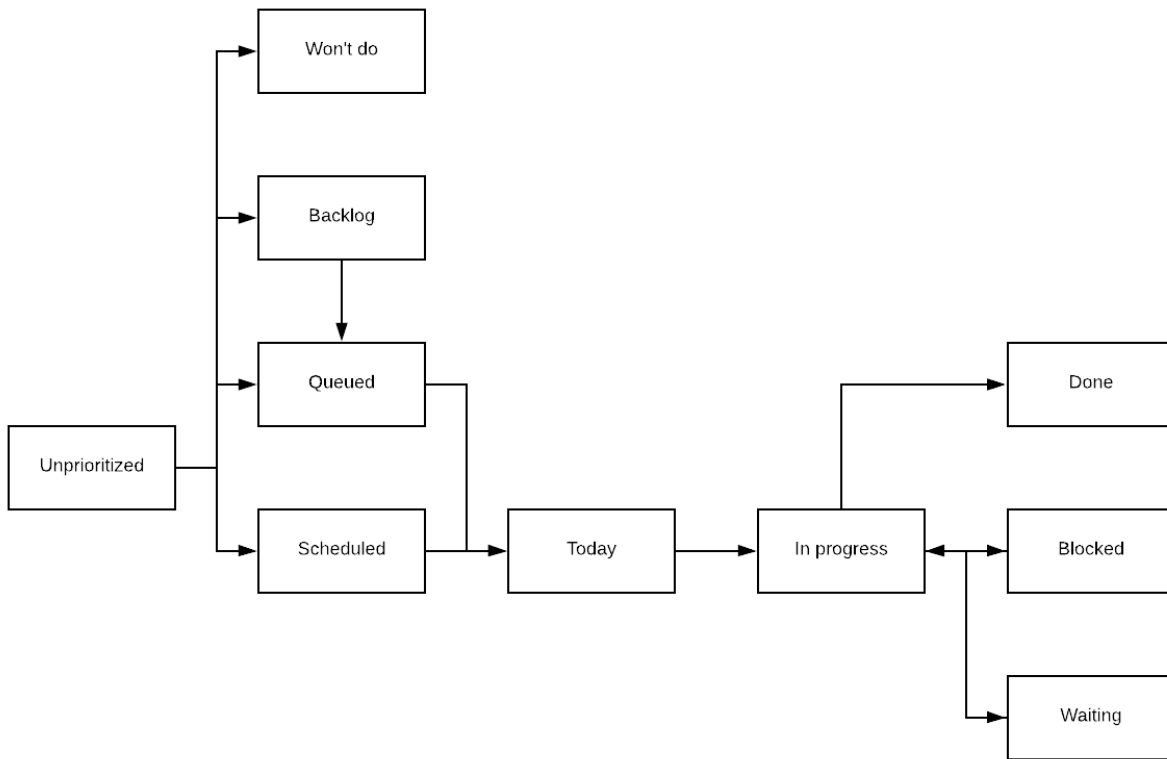 Won't do
Backlog
Queued
Done
Unprioritized
Scheduled
Today
In progress
Blocked
Waiting